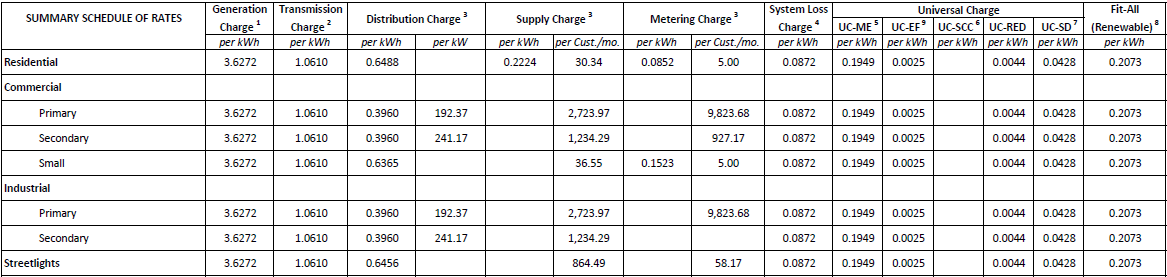 SUMMARY SCHEDULE OF RATES Generation Charge 1 Transmission Charge 2 Distribution Charge 3 Supply Charge 3 Metering Charge 3 System Loss Charge 4 Universal Charge Fit-All (Renewable) 8
UC-ME 5 UC-EF 9 UC-SCC 6 UC-RED UC-SD 7
per kWh per kWh per kWh per kW per kWh per Cust./mo. per kWh per Cust./mo. per kWh per kWh per kWh per kWh per kWh per kWh per kWh
Residential 3.6272 1.0610 0.6488 0.2224 30.34 0.0852 5.00 0.0872 0.1949 0.0025 0.0044 0.0428 0.2073
Commercial
Primary 3.6272 1.0610 0.3960 192.37 2,723.97 9,823.68 0.0872 0.1949 0.0025 0.0044 0.0428 0.2073
Secondary 3.6272 1.0610 0.3960 241.17 1,234.29 927.17 0.0872 0.1949 0.0025 0.0044 0.0428 0.2073
Small 3.6272 1.0610 0.6365 36.55 0.1523 5.00 0.0872 0.1949 0.0025 0.0044 0.0428 0.2073
Industrial
Primary 3.6272 1.0610 0.3960 192.37 2,723.97 9,823.68 0.0872 0.1949 0.0025 0.0044 0.0428 0.2073
Secondary 3.6272 1.0610 0.3960 241.17 1,234.29 0.0872 0.1949 0.0025 0.0044 0.0428 0.2073
Streetlights 3.6272 1.0610 0.6456 864.49 58.17 0.0872 0.1949 0.0025 0.0044 0.0428 0.2073